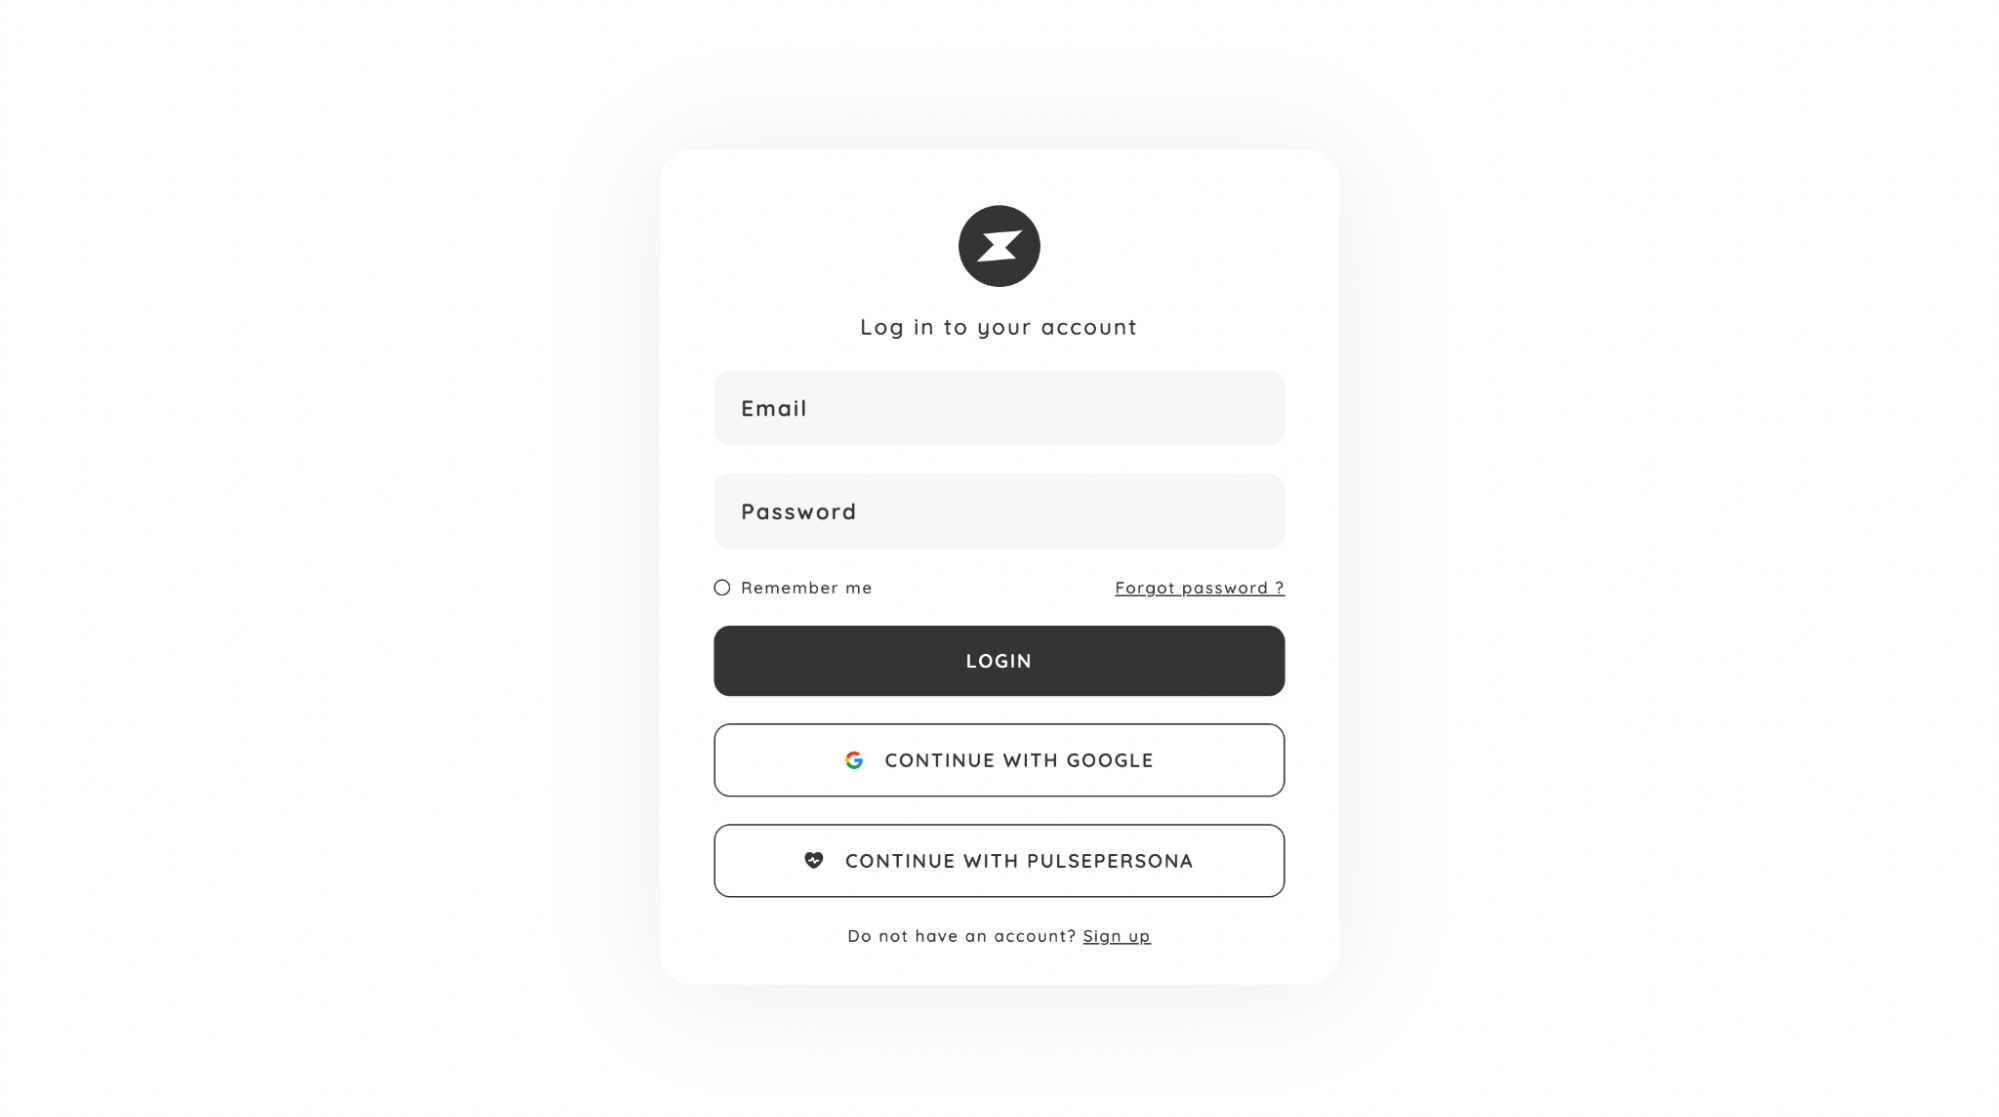 Log in to your account
Email
Password
Remember me
Forgot password ?
LOGIN
CONTINUE WITH GOOGLE
CONTINUE WITH PULSEPERSONA
Do not have an account? Sign up